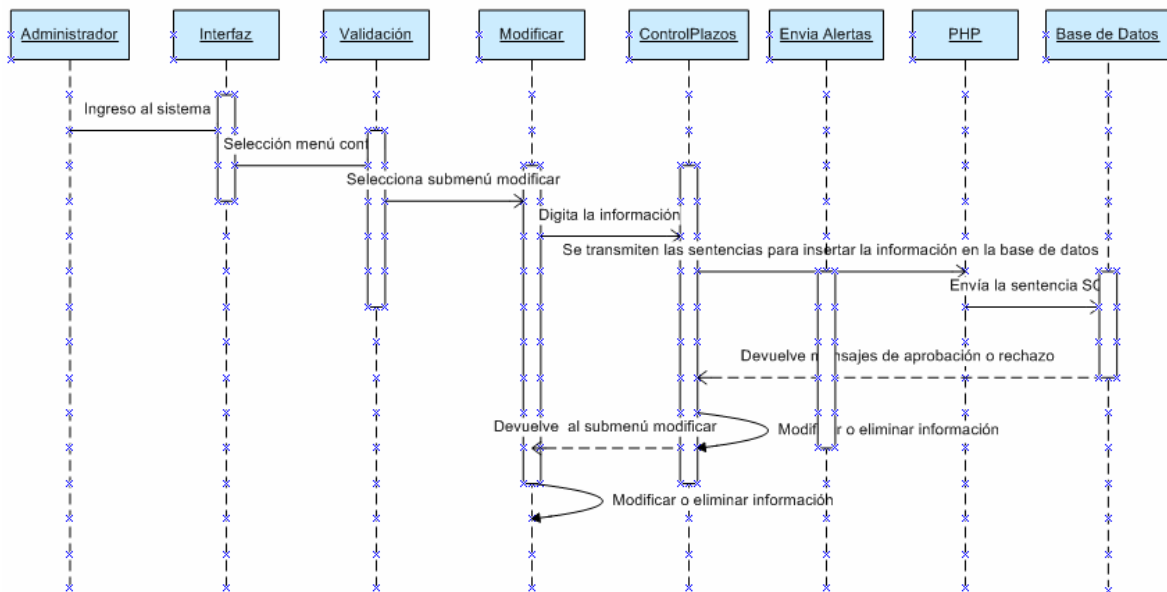 Administrador
Interfaz
Validación
Modificar
ControlPlazos
Envia Alertas
PHP
Base de Datos
Ingreso al sistema
Selección menú conf
Selecciona submenú modificar
Digita la información
Se transmiten las sentencias para insertar la información en la base de datos
Envía la sentencia
Devuelve mensajes de aprobación o rechazo
Devuelve al submenú modificar
Modificar o eliminar información
Modificar o eliminar información